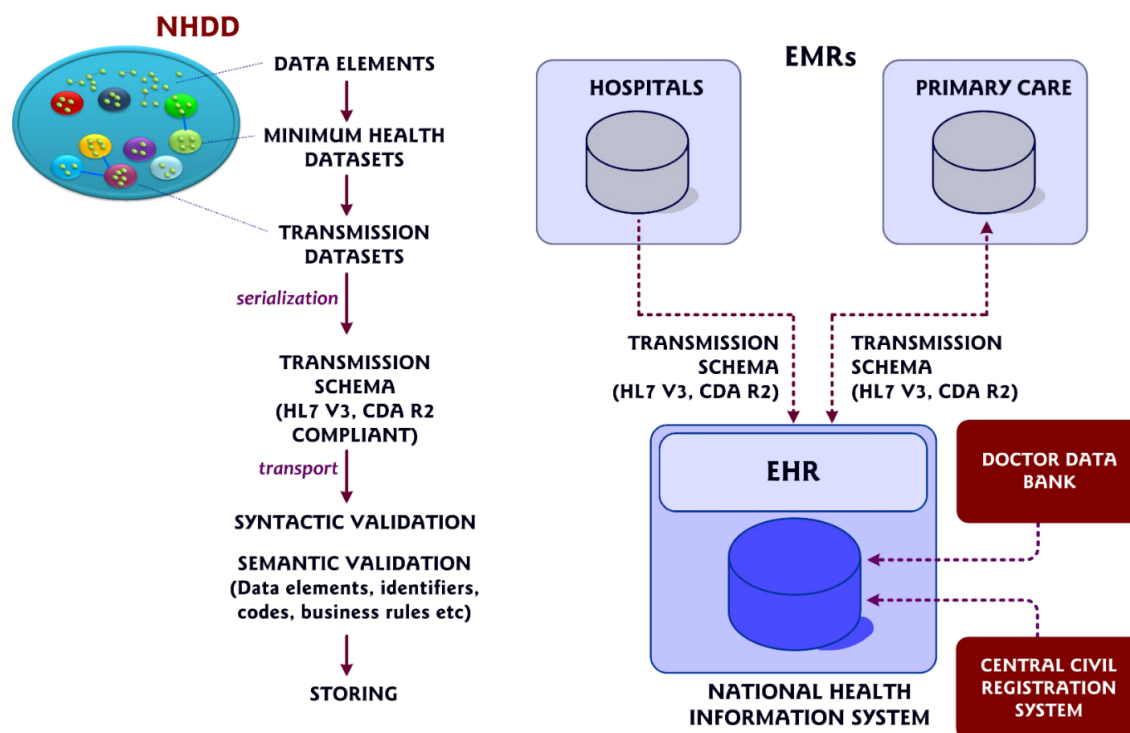 NHDD
DATA ELEMENTS
MINIMUM HEALTH
DATASETS
TRANSMISSION
DATASETS
serialization
TRANSMISSION
SCHEMA
(HL7 V3, CDA R2
COMPLIANT)
transport
SYNTACTIC VALIDATION
SEMANTIC VALIDATION
(Data elements, identifiers,
codes, business rules etc)
STORING
EMRs
HOSPITALS
PRIMARY CARE
TRANSMISSION
SCHEMA
(HL7 V3, CDA R2)
TRANSMISSION
SCHEMA
(HL7 V3, CDA R2)
EHR
DOCTOR DATA
BANK
CENTRAL CIVIL
REGISTRATION
SYSTEM
NATIONAL HEALTH
INFORMATION SYSTEM